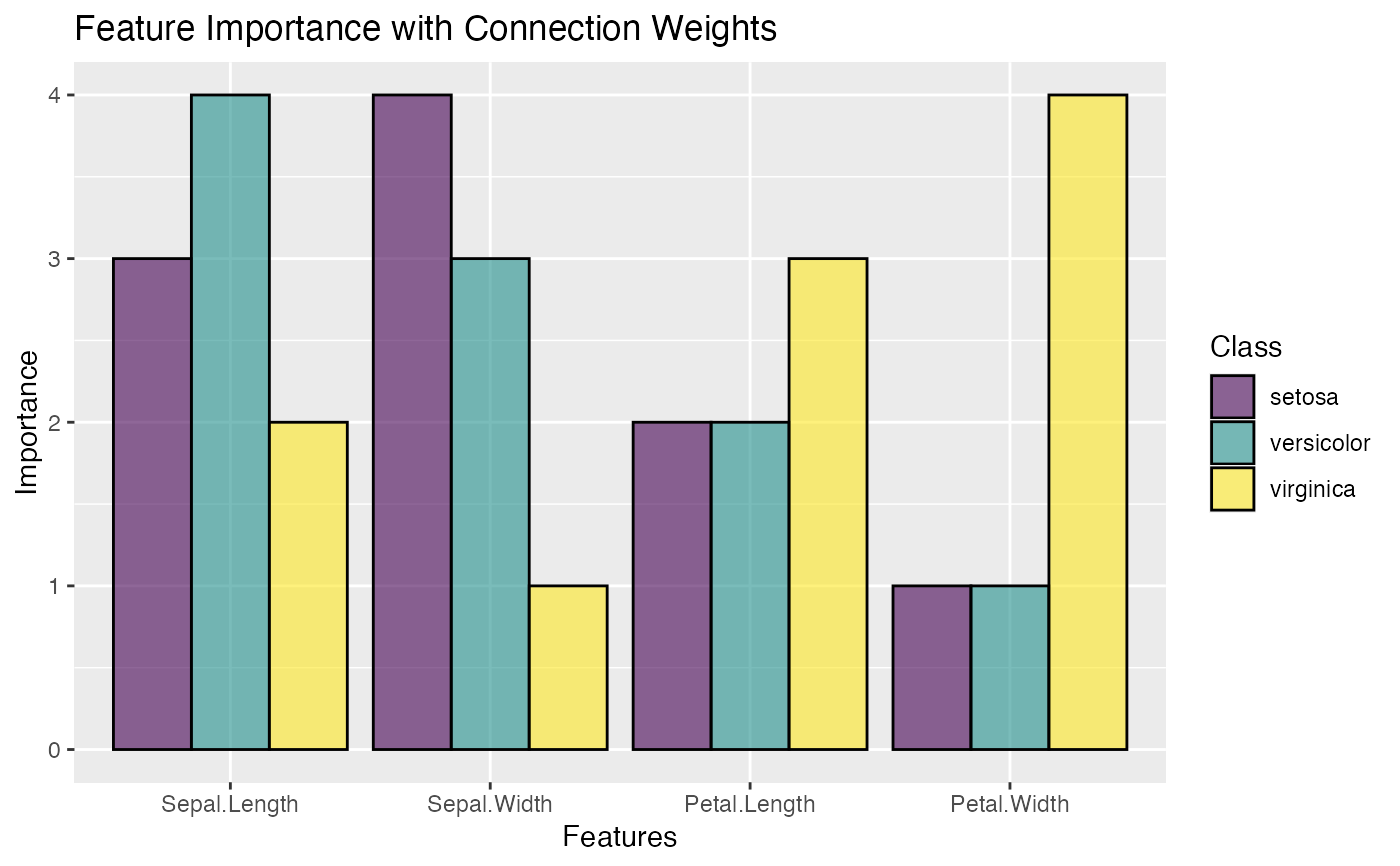 Feature Importance with Connection Weights
Importance
4
3
2
1
0
Sepal.Length Sepal.Width Petal.Length Petal.Width
Features
Class
setosa
versicolor
virginica